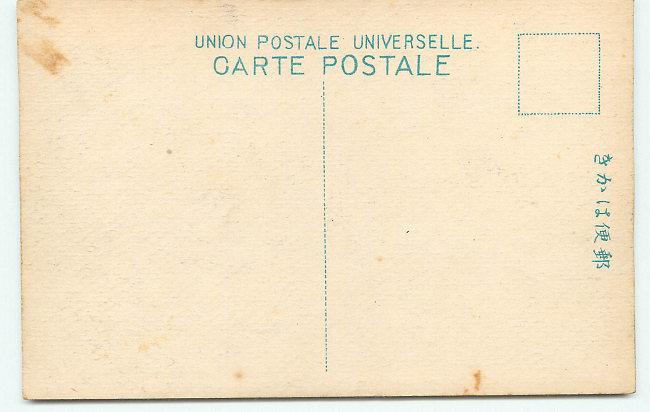 UNION POSTALE UNIVERSELLE.
CARTE POSTALE
きかは便郵